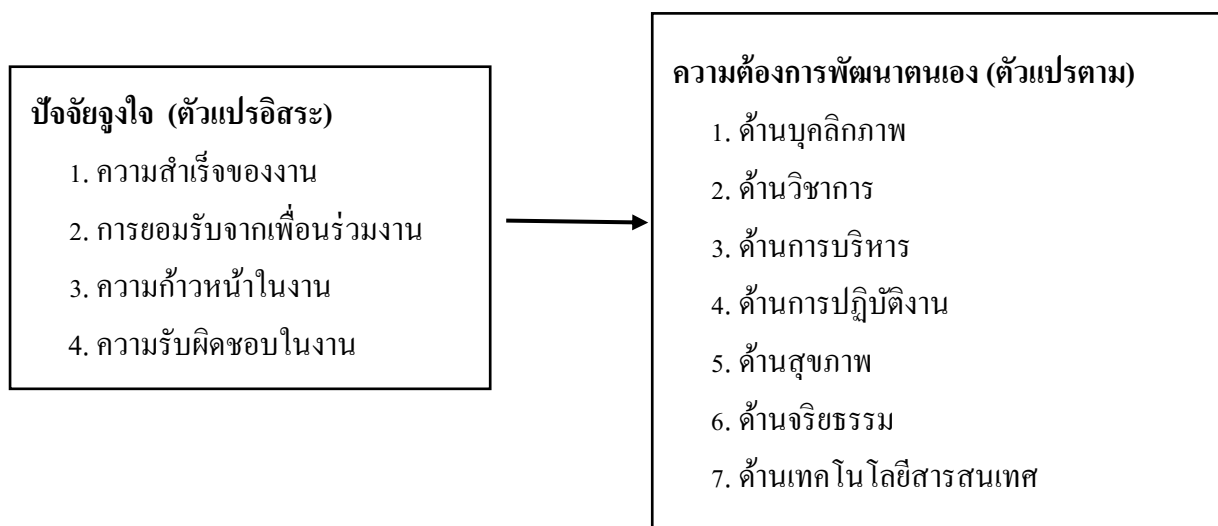 ปัจจัยจูงใจ (ตัวแปรอิสระ)
1. ความสำเร็จของงาน
2. การยอมรับจากเพื่อนร่วมงาน
3. ความก้าวหน้าในงาน
4. ความรับผิดชอบในงาน
ความต้องการพัฒนาตนเอง (ตัวแปรตาม)
1. ด้านบุคลิกภาพ
2. ด้านวิชาการ
3. ด้านการบริหาร
4. ด้านการปฏิบัติงาน
5. ด้านสุขภาพ
6. ด้านจริยธรรม
7. ด้านเทคโนโลยีสารสนเทศ